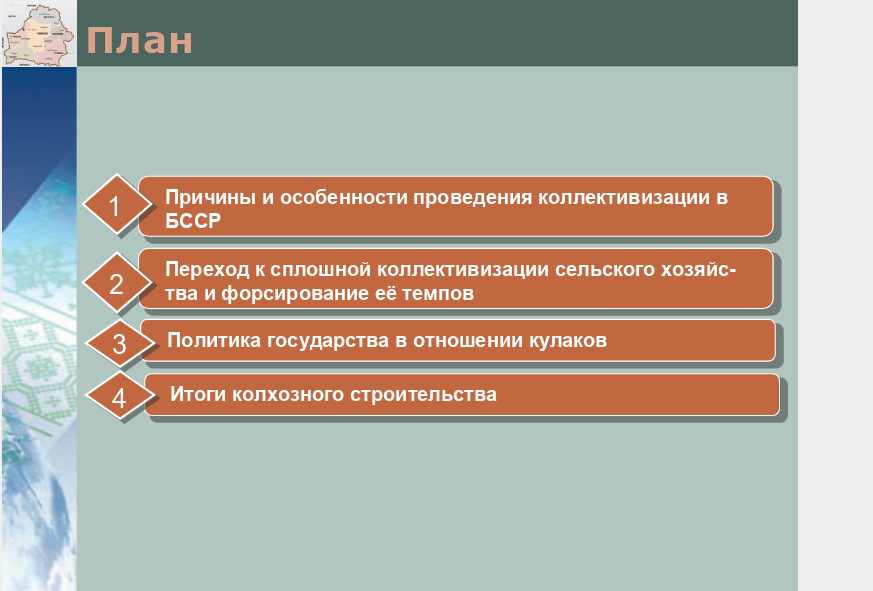 План
1
Причины и особенности проведения коллективизации в
БССР
2
Переход к сплошной коллективизации сельского хозяйс-
тва и форсирование её темпов
3
Политика государства в отношении кулаков
4
Итоги колхозного строительства